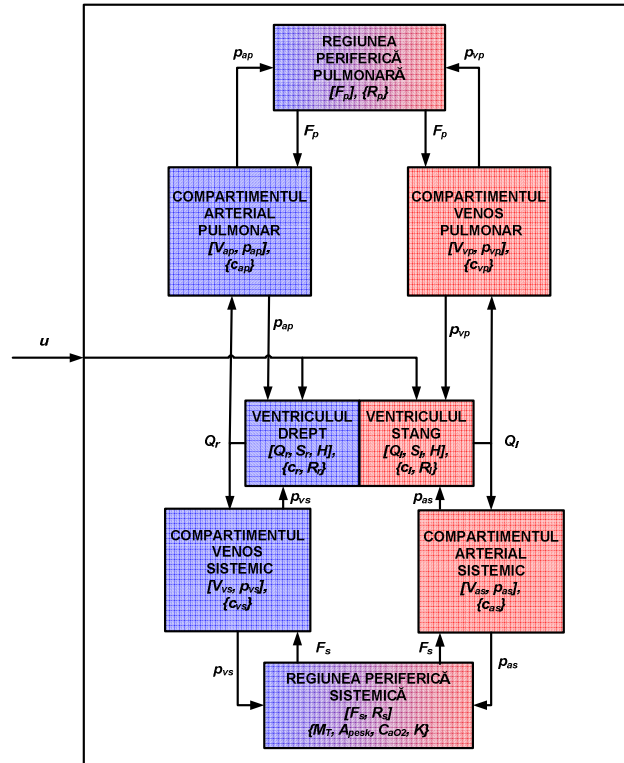 REGIUNEA
PERIFERICĂ
PULMONARĂ
[Fp], {Rp}
pap
pvp
Fp
Fp
COMPARTIMENTUL
ARTERIAL
PULMONAR
[Vap, pap],
{cap}
COMPARTIMENTUL
VENOS
PULMONAR
[Vvp, pvp],
{cvp}
pap
pvp
u
VENTRICULUL
DREPT
[Qr, Sr, H],
{cr, Rr}
VENTRICULUL
STANG
[Ql, Sl, H],
{cl, Rl}
Qr
Ql
pvs
pas
COMPARTIMENTUL
VENOS
SISTEMIC
[Vvs, pvs],
{cvs}
COMPARTIMENTUL
ARTERIAL
SISTEMIC
[Vas, pas],
{cas}
pvs
Fs
Fs
pas
REGIUNEA PERIFERICĂ
SISTEMICĂ
[Fs, Rs]
{MT, Apesk, CaO2, K}